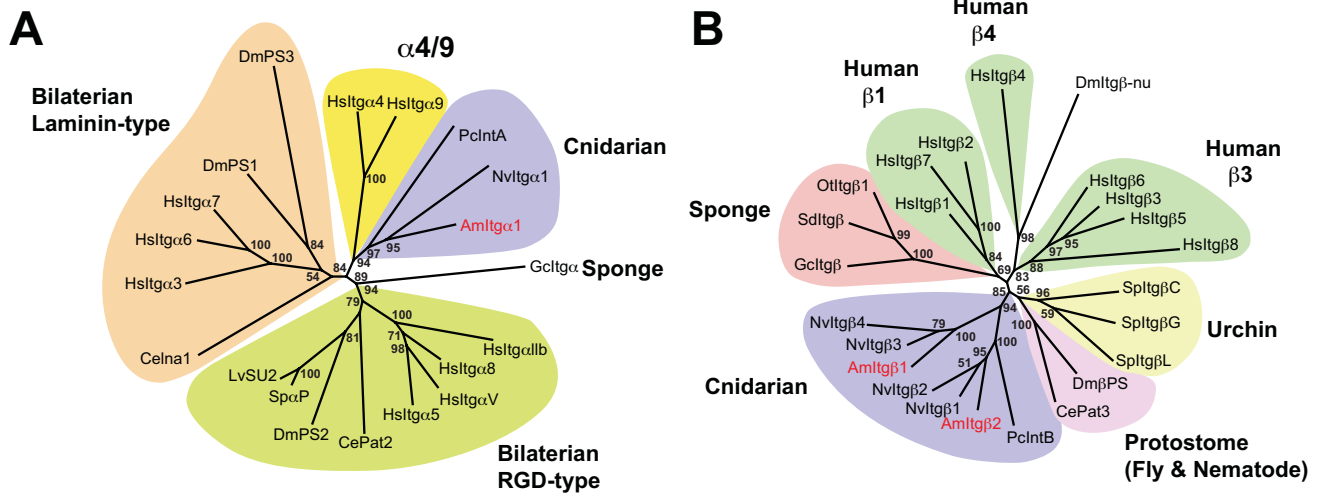 A
Bilaterian
Laminin-type
DmPS3
DmPS1
HsItgα7
HsItgα6
HsItgα3
CeIna1
84
100
100
54
84
α4/9
HsItgα4
HsItgα9
100
Cnidarian
PcIntA
NvItgα1
AmItgα1
95
97
94
89
94
GcItgα
Sponge
79
81
100
100
71
98
HsItgαIIb
HsItgα8
HsItgαV
HsItgα5
LvSU2
SpαP
DmPS2
CePat2
Bilaterian
RGD-type
B
Human
β4
HsItgβ4
DmItgβ-nu
98
Human
β1
HsItgβ2
HsItgβ7
HsItgβ1
100
84
Human
β3
HsItgβ6
HsItgβ3
HsItgβ5
HsItgβ8
95
97
88
83
Sponge
OtItgβ1
SdItgβ
GcItgβ
99
100
69
85
56
94
Urchin
SpItgβC
SpItgβG
SpItgβL
96
59
Cnidarian
NvItgβ4
NvItgβ3
AmItgβ1
NvItgβ2
NvItgβ1
AmItgβ2
PcIntB
79
100
95
51
100
100
DmβPS
CePat3
Protostome
(Fly & Nematode)